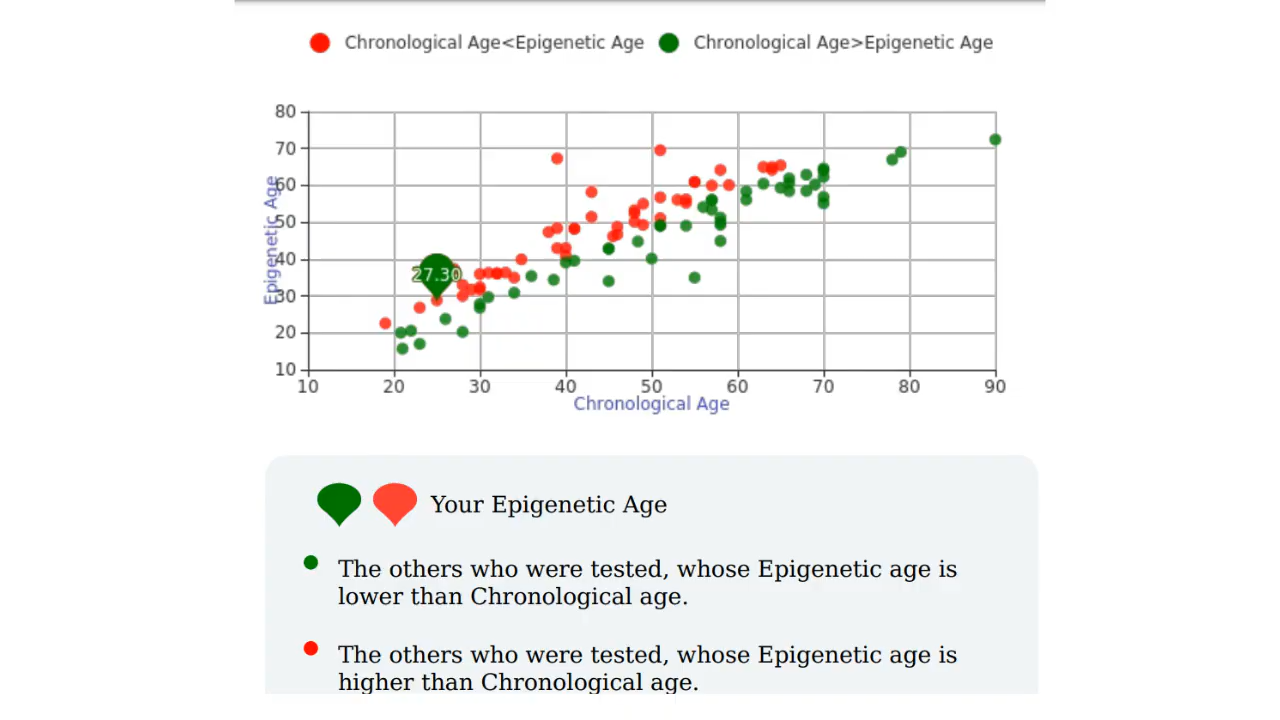 Chronological Age<Epigenetic Age Chronological Age>Epigenetic Age
80
70
60
50
40
30
20
10
Epigenetic Age
27.30
10 20 30 40 50 60 70 80 90
Chronological Age
Your Epigenetic Age
The others who were tested, whose Epigenetic age is
lower than Chronological age.
The others who were tested, whose Epigenetic age is
higher than Chronological age.